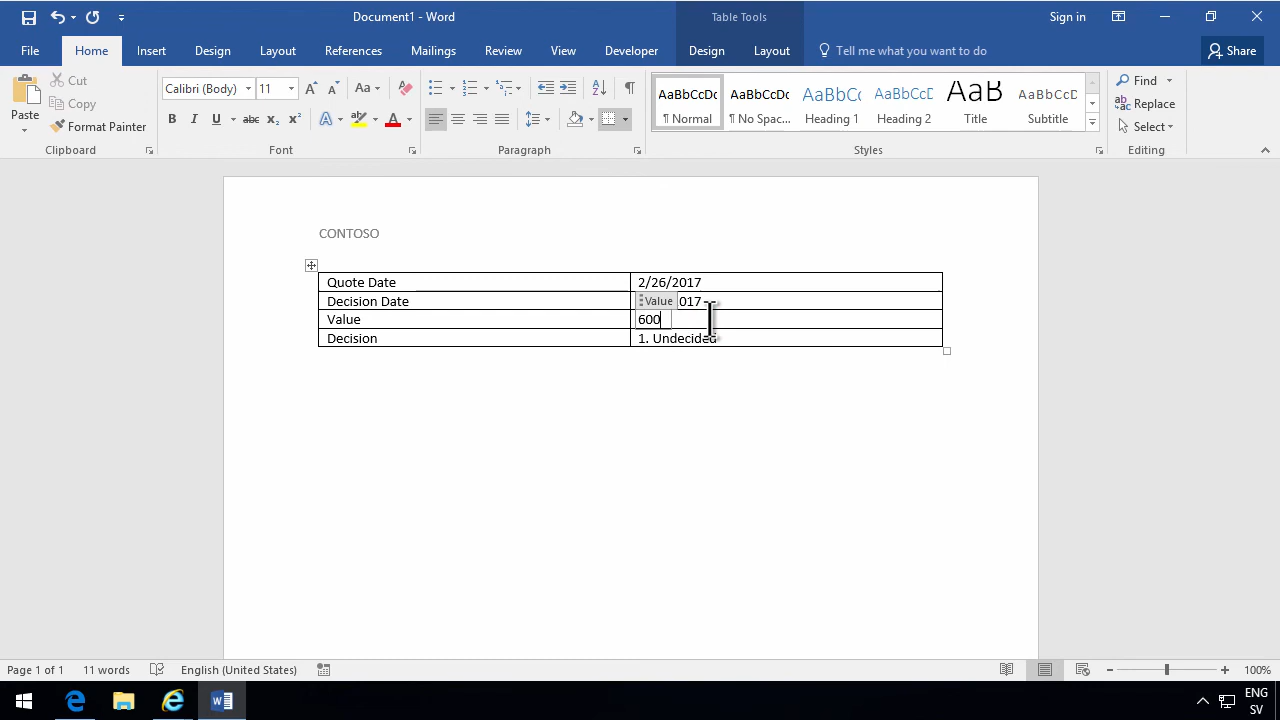 Document1 - Word
Table Tools
Sign in
File
Home
Insert
Design
Layout
References
Mailings
Review
View
Developer
Design
Layout
Tell me what you want to do
Share
Paste
Cut
Copy
Format Painter
Clipboard
Calibri (Body)
11
Aa
B I U abc x₂ x²
A
A
Font
Paragraph
AaBbCcDc
¶ Normal
AaBbCcDc
¶ No Spac...
AaBbCc
Heading 1
AaBbCcD
Heading 2
AaB
Title
AaBbCcD
Subtitle
Styles
Find
Replace
Select
Editing
CONTOSO
Quote Date 2/26/2017
Decision Date Value 017
Value 600
Decision 1. Undecided
Page 1 of 1
11 words
English (United States)
100%
ENG
SV